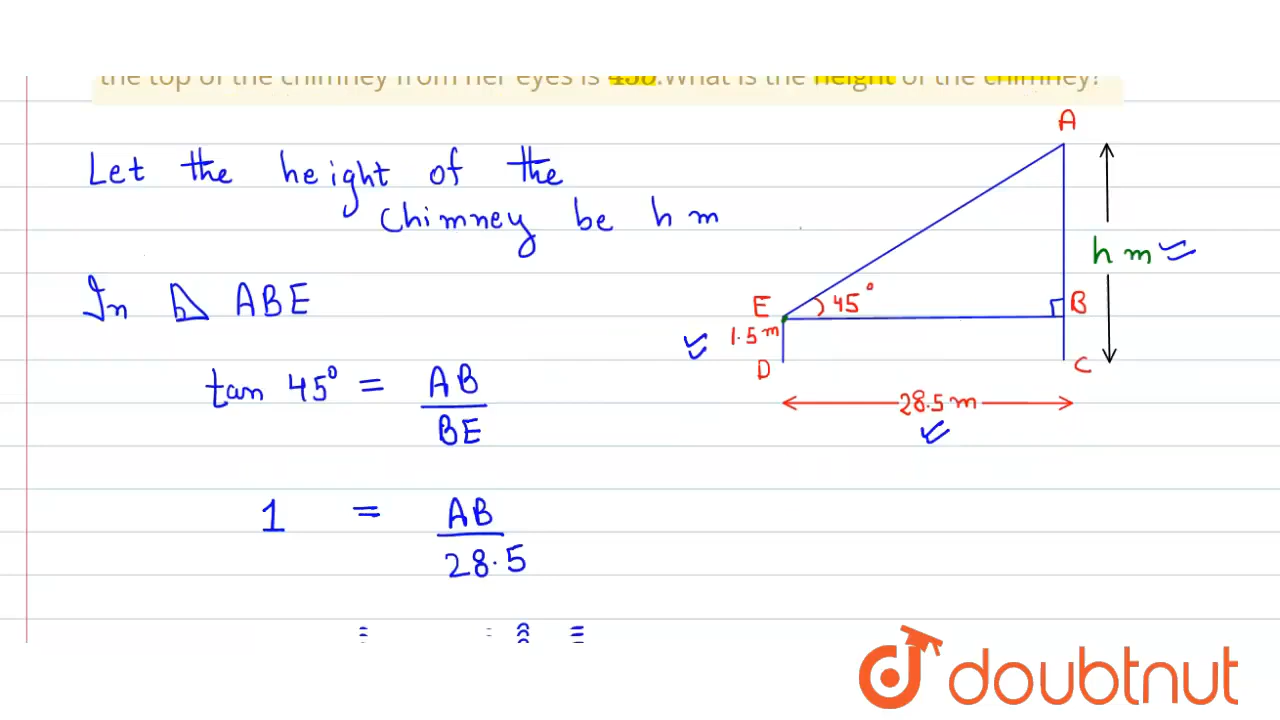 the top of the chimney from her eyes is 450.What is the height of the chimney?
Let the height of the
chimney be h m
In ABE
tan 45° = AB
BE
1 = AB
28.5
A
h m
E 45° B
1.5 m
D C
28.5 m
doubtnut